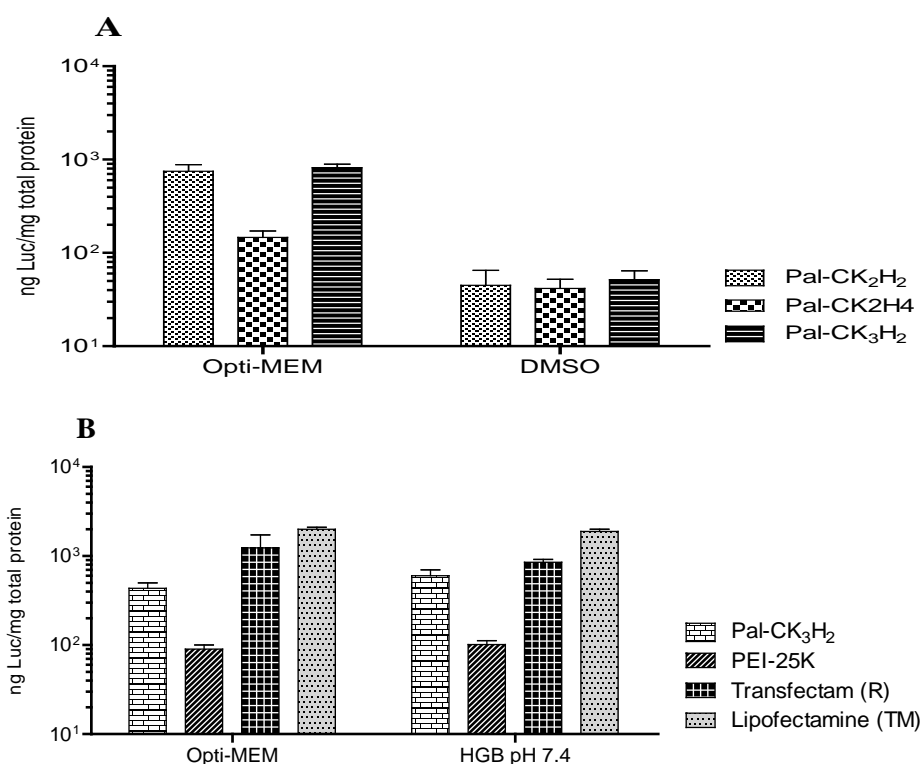 A
ng Luc/mg total protein
10⁴
10³
10²
10¹
Opti-MEM
DMSO
Pal-CK₂H₂
Pal-CK2H4
Pal-CK₃H₂
B
ng Luc/mg total protein
10⁴
10³
10²
10¹
Opti-MEM
HGB pH 7.4
Pal-CK₃H₂
PEI-25K
Transfectam (R)
Lipofectamine (TM)